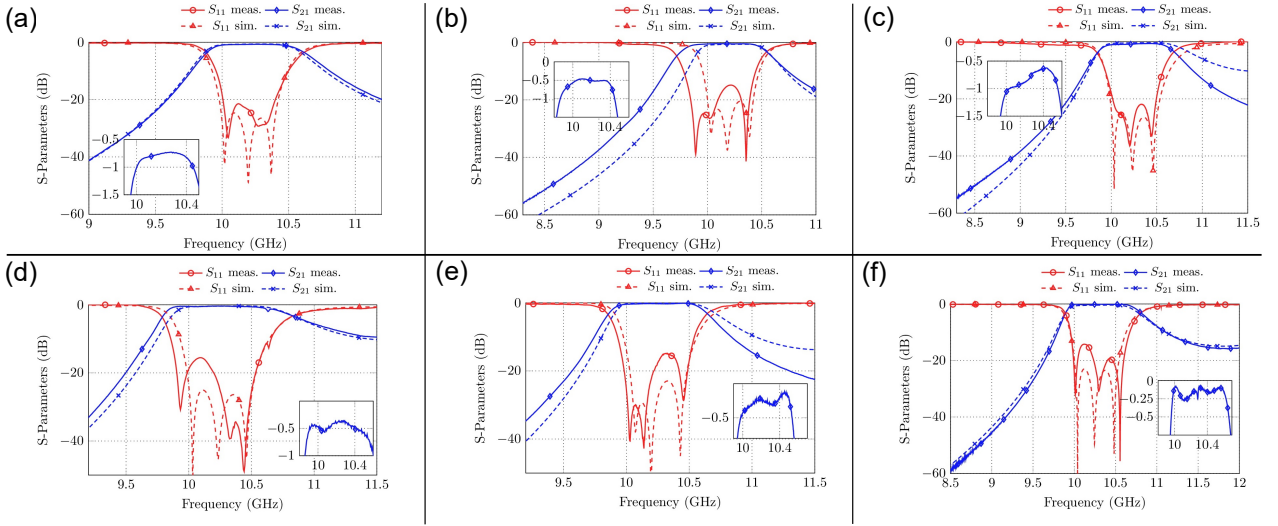 (a)
S11 meas. S21 meas.
S11 sim. S21 sim.
0
−20
−40
−60
S-Parameters (dB)
−0.5
−1
−1.5
10 10.4
9 9.5 10 10.5 11
Frequency (GHz)
(b)
S11 meas. S21 meas.
S11 sim. S21 sim.
0
−20
−40
−60
S-Parameters (dB)
0
−0.5
−1
10 10.4
8.5 9 9.5 10 10.5 11
Frequency (GHz)
(c)
S11 meas. S21 meas.
S11 sim. S21 sim.
0
−20
−40
−60
S-Parameters (dB)
−0.5
−1.0
−1.5
10 10.4
8.5 9 9.5 10 10.5 11 11.5
Frequency (GHz)
(d)
S11 meas. S21 meas.
S11 sim. S21 sim.
0
−20
−40
S-Parameters (dB)
−0.5
−1
10 10.4
9.5 10 10.5 11 11.5
Frequency (GHz)
(e)
S11 meas. S21 meas.
S11 sim. S21 sim.
0
−20
−40
S-Parameters (dB)
−0.5
10 10.4
9.5 10 10.5 11 11.5
Frequency (GHz)
(f)
S11 meas. S21 meas.
S11 sim. S21 sim.
0
−20
−40
−60
S-Parameters (dB)
0
−0.25
−0.5
10 10.4
8.5 9 9.5 10 10.5 11 11.5 12
Frequency (GHz)